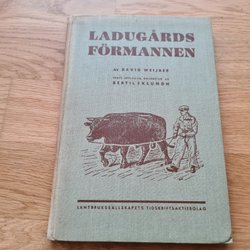 LADUGÅRDS
FÖRMANNEN
AV DAVID WEIJBER
BERTIL EKLUNDH
LANTBRUKSSÄLLSKAPETS TIDSKRIFTSAKTIEBOLAG